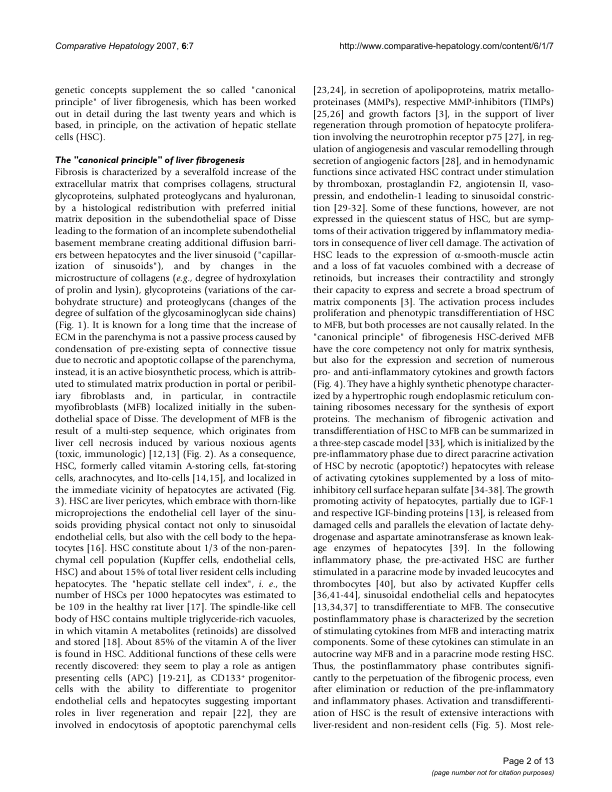 Comparative Hepatology 2007, 6:7
http://www.comparative-hepatology.com/content/6/1/7
genetic concepts supplement the so called "canonical
principle" of liver fibrogenesis, which has been worked
out in detail during the last twenty years and which is
based, in principle, on the activation of hepatic stellate
cells (HSC).
The "canonical principle" of liver fibrogenesis
Fibrosis is characterized by a severalfold increase of the
extracellular matrix that comprises collagens, structural
glycoproteins, sulphated proteoglycans and hyaluronan,
by a histological redistribution with preferred initial
matrix deposition in the subendothelial space of Disse
leading to the formation of an incomplete subendothelial
basement membrane creating additional diffusion barri-
ers between hepatocytes and the liver sinusoid ("capillar-
ization of sinusoids"), and by changes in the
microstructure of collagens (e.g., degree of hydroxylation
of prolin and lysin), glycoproteins (variations of the car-
bohydrate structure) and proteoglycans (changes of the
degree of sulfation of the glycosaminoglycan side chains)
(Fig. 1). It is known for a long time that the increase of
ECM in the parenchyma is not a passive process caused by
condensation of pre-existing septa of connective tissue
due to necrotic and apoptotic collapse of the parenchyma,
instead, it is an active biosynthetic process, which is attrib-
uted to stimulated matrix production in portal or peribil-
iary fibroblasts and, in particular, in contractile
myofibroblasts (MFB) localized initially in the suben-
dothelial space of Disse. The development of MFB is the
result of a multi-step sequence, which originates from
liver cell necrosis induced by various noxious agents
(toxic, immunologic) [12,13] (Fig. 2). As a consequence,
HSC, formerly called vitamin A-storing cells, fat-storing
cells, arachnocytes, and Ito-cells [14,15], and localized in
the immediate vicinity of hepatocytes are activated (Fig.
3). HSC are liver pericytes, which embrace with thorn-like
microprojections the endothelial cell layer of the sinu-
soids providing physical contact not only to sinusoidal
endothelial cells, but also with the cell body to the hepa-
tocytes [16]. HSC constitute about 1/3 of the non-paren-
chymal cell population (Kupffer cells, endothelial cells,
HSC) and about 15% of total liver resident cells including
hepatocytes. The "hepatic stellate cell index", i. e., the
number of HSCs per 1000 hepatocytes was estimated to
be 109 in the healthy rat liver [17]. The spindle-like cell
body of HSC contains multiple triglyceride-rich vacuoles,
in which vitamin A metabolites (retinoids) are dissolved
and stored [18]. About 85% of the vitamin A of the liver
is found in HSC. Additional functions of these cells were
recently discovered: they seem to play a role as antigen
presenting cells (APC) [19-21], as CD133+ progenitor-
cells with the ability to differentiate to progenitor
endothelial cells and hepatocytes suggesting important
roles in liver regeneration and repair [22], they are
involved in endocytosis of apoptotic parenchymal cells
[23,24], in secretion of apolipoproteins, matrix metallo-
proteinases (MMPs), respective MMP-inhibitors (TIMPs)
[25,26] and growth factors [3], in the support of liver
regeneration through promotion of hepatocyte prolifera-
tion involving the neurotrophin receptor p75 [27], in reg-
ulation of angiogenesis and vascular remodelling through
secretion of angiogenic factors [28], and in hemodynamic
functions since activated HSC contract under stimulation
by thromboxan, prostaglandin F2, angiotensin II, vaso-
pressin, and endothelin-1 leading to sinusoidal constric-
tion [29-32]. Some of these functions, however, are not
expressed in the quiescent status of HSC, but are symp-
toms of their activation triggered by inflammatory media-
tors in consequence of liver cell damage. The activation of
HSC leads to the expression of α-smooth-muscle actin
and a loss of fat vacuoles combined with a decrease of
retinoids, but increases their contractility and strongly
their capacity to express and secrete a broad spectrum of
matrix components [3]. The activation process includes
proliferation and phenotypic transdifferentiation of HSC
to MFB, but both processes are not causally related. In the
"canonical principle" of fibrogenesis HSC-derived MFB
have the core competency not only for matrix synthesis,
but also for the expression and secretion of numerous
pro- and anti-inflammatory cytokines and growth factors
(Fig. 4). They have a highly synthetic phenotype character-
ized by a hypertrophic rough endoplasmic reticulum con-
taining ribosomes necessary for the synthesis of export
proteins. The mechanism of fibrogenic activation and
transdifferentiation of HSC to MFB can be summarized in
a three-step cascade model [33], which is initialized by the
pre-inflammatory phase due to direct paracrine activation
of HSC by necrotic (apoptotic?) hepatocytes with release
of activating cytokines supplemented by a loss of mito-
inhibitory cell surface heparan sulfate [34-38]. The growth
promoting activity of hepatocytes, partially due to IGF-1
and respective IGF-binding proteins [13], is released from
damaged cells and parallels the elevation of lactate dehy-
drogenase and aspartate aminotransferase as known leak-
age enzymes of hepatocytes [39]. In the following
inflammatory phase, the pre-activated HSC are further
stimulated in a paracrine mode by invaded leucocytes and
thrombocytes [40], but also by activated Kupffer cells
[36,41-44], sinusoidal endothelial cells and hepatocytes
[13,34,37] to transdifferentiate to MFB. The consecutive
postinflammatory phase is characterized by the secretion
of stimulating cytokines from MFB and interacting matrix
components. Some of these cytokines can stimulate in an
autocrine way MFB and in a paracrine mode resting HSC.
Thus, the postinflammatory phase contributes signifi-
cantly to the perpetuation of the fibrogenic process, even
after elimination or reduction of the pre-inflammatory
and inflammatory phases. Activation and transdifferenti-
ation of HSC is the result of extensive interactions with
liver-resident and non-resident cells (Fig. 5). Most rele-
Page 2 of 13
(page number not for citation purposes)